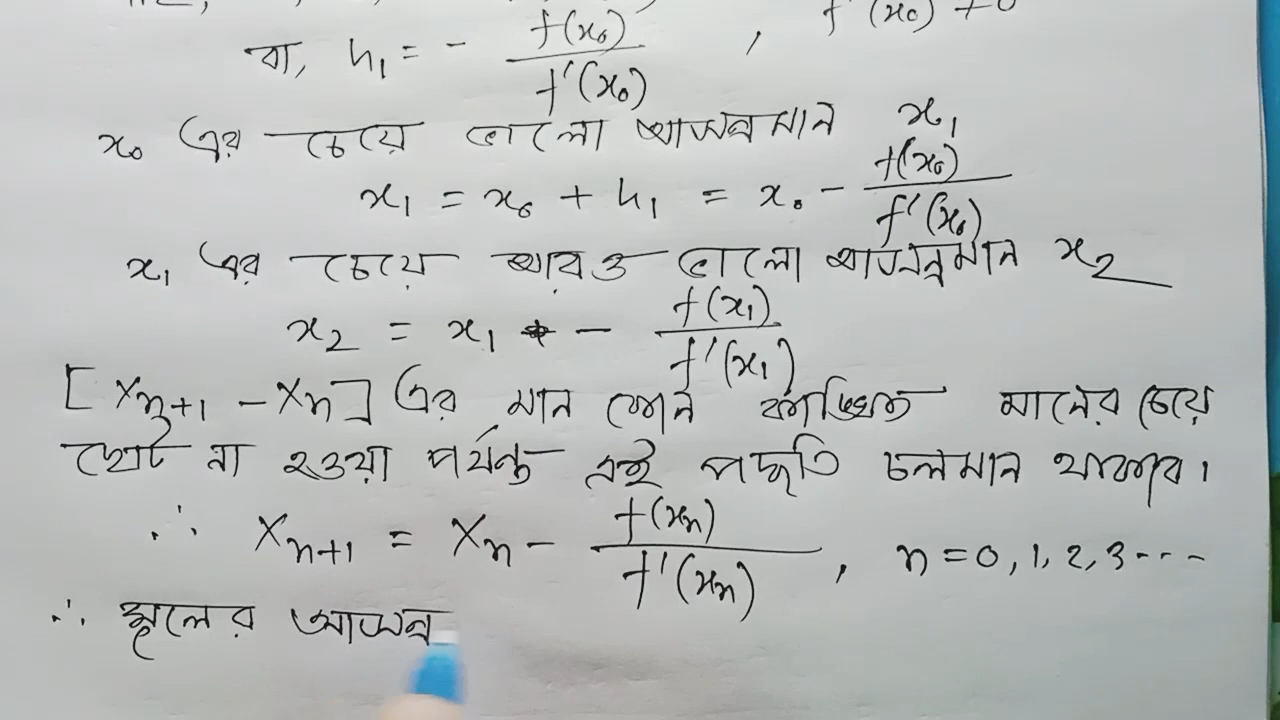 f'(x₀) ≠ 0
বা, h₁ = - f(x₀)/f'(x₀) ,
x₀ এর চেয়ে ভালো আসন্নমান x₁
x₁ = x₀ + h₁ = x₀ - f(x₀)/f'(x₀)
x₁ এর চেয়ে আরও ভালো আসন্নমান x₂
x₂ = x₁ - f(x₁)/f'(x₁)
[xₙ₊₁ - xₙ] এর মান কোন কাঙ্ক্ষিত মানের চেয়ে
ছোট না হওয়া পর্যন্ত এই পদ্ধতি চলমান থাকবে।
∴ xₙ₊₁ = xₙ - f(xₙ)/f'(xₙ) , n = 0, 1, 2, 3 ---
∴ মূলের আসন্ন